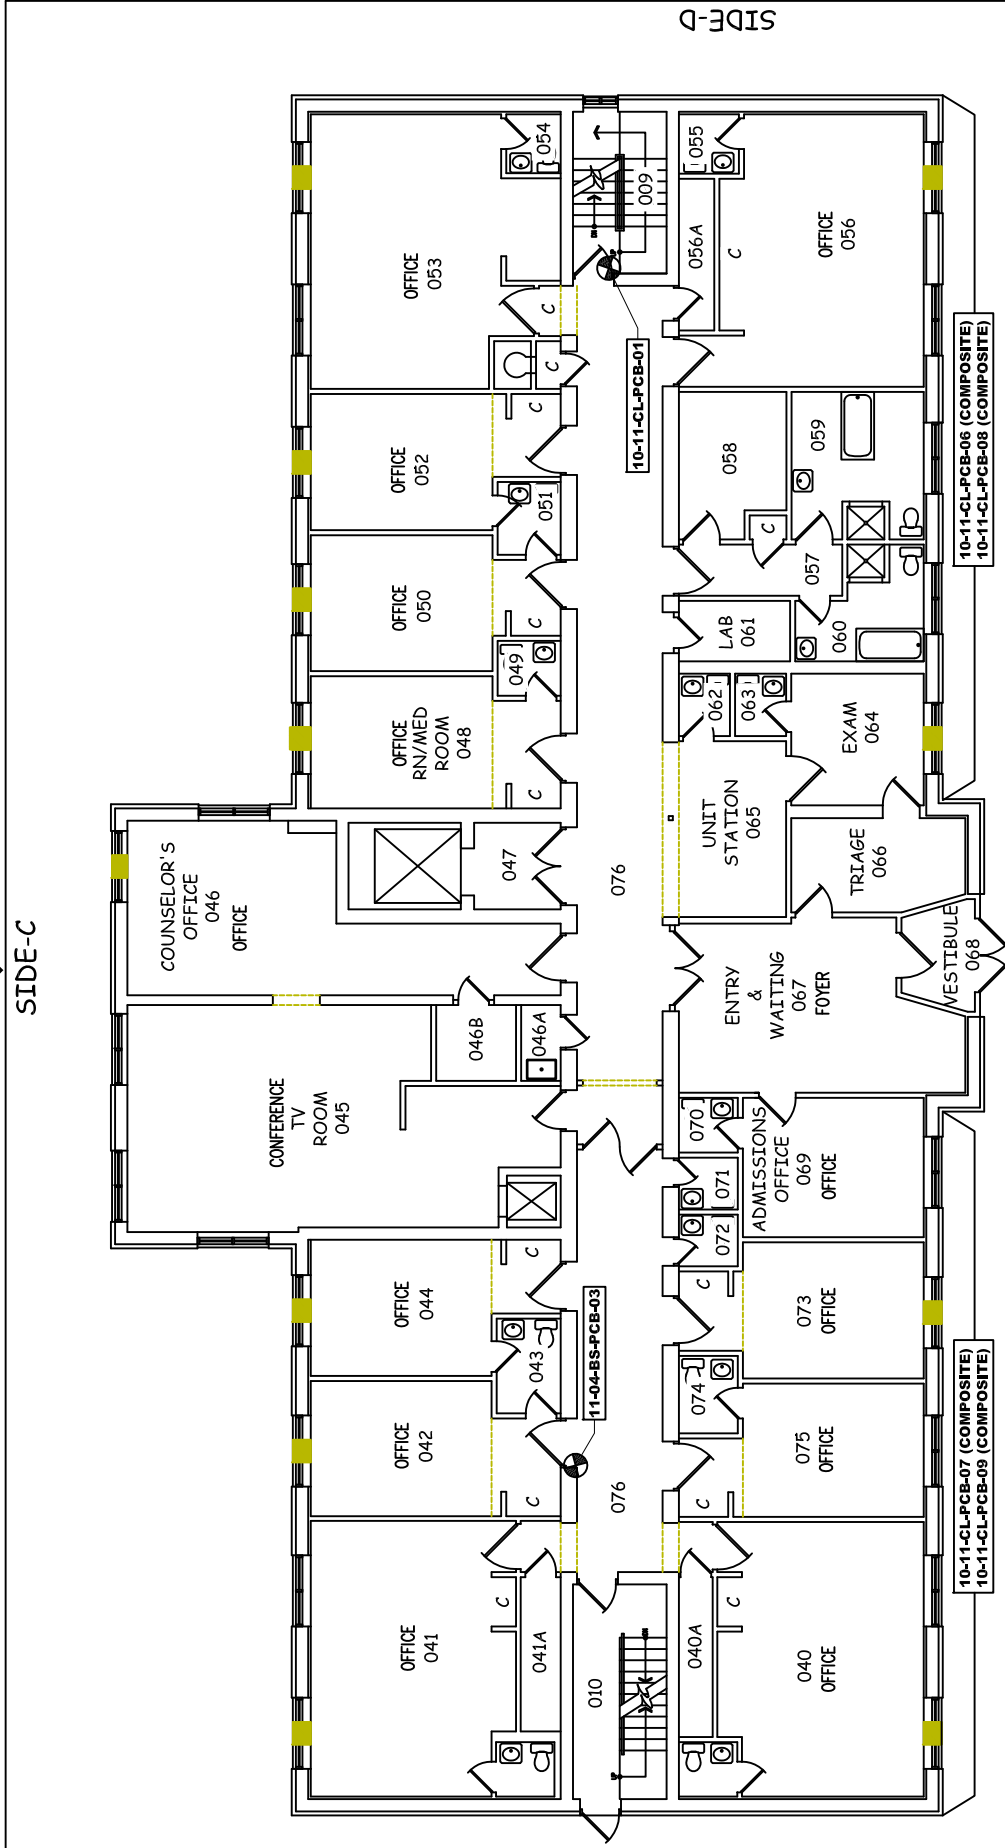 SIDE-C
SIDE-D
OFFICE
053
054
C
C
009
DN
UP
056A
C
055
OFFICE
056
OFFICE
052
C
051
OFFICE
050
C
049
OFFICE
RN/MED
ROOM
048
C
10-11-CL-PCB-01
058
059
C
057
060
LAB
061
062
063
EXAM
064
10-11-CL-PCB-06 (COMPOSITE)
10-11-CL-PCB-08 (COMPOSITE)
COUNSELOR'S
OFFICE
046
OFFICE
047
076
UNIT
STATION
065
TRIAGE
066
CONFERENCE
TV
ROOM
045
046B
046A
ENTRY
&
WAITING
067
FOYER
VESTIBULE
068
070
071
072
ADMISSIONS
OFFICE
069
OFFICE
OFFICE
044
C
043
11-04-BS-PCB-03
C
073
OFFICE
OFFICE
042
C
076
074
C
075
OFFICE
10-11-CL-PCB-07 (COMPOSITE)
10-11-CL-PCB-09 (COMPOSITE)
OFFICE
041
C
041A
010
DN
UP
040A
C
040
OFFICE